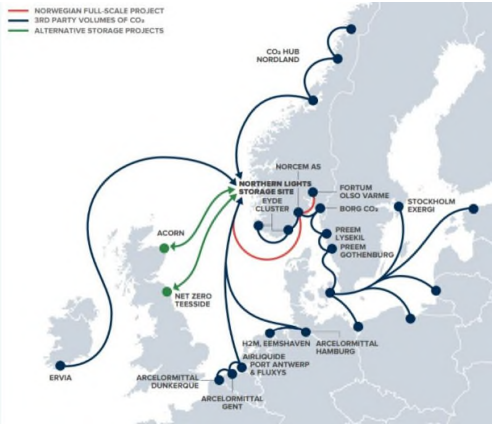 NORWEGIAN FULL-SCALE PROJECT
3RD PARTY VOLUMES OF CO₂
ALTERNATIVE STORAGE PROJECTS
CO₂ HUB
NORDLAND
NORCEM AS
NORTHERN LIGHTS
STORAGE SITE
EYDE
CLUSTER
FORTUM
OLSO VARME
BORG CO₂
STOCKHOLM
EXERGI
PREEM
LYSEKIL
PREEM
GOTHENBURG
ACORN
NET ZERO
TEESSIDE
H2M, EEMSHAVEN
ARCELORMITTAL
HAMBURG
AIRLIQUIDE
PORT ANTWERP
& FLUXYS
ERVIA
ARCELORMITTAL
DUNKERQUE
ARCELORMITTAL
GENT